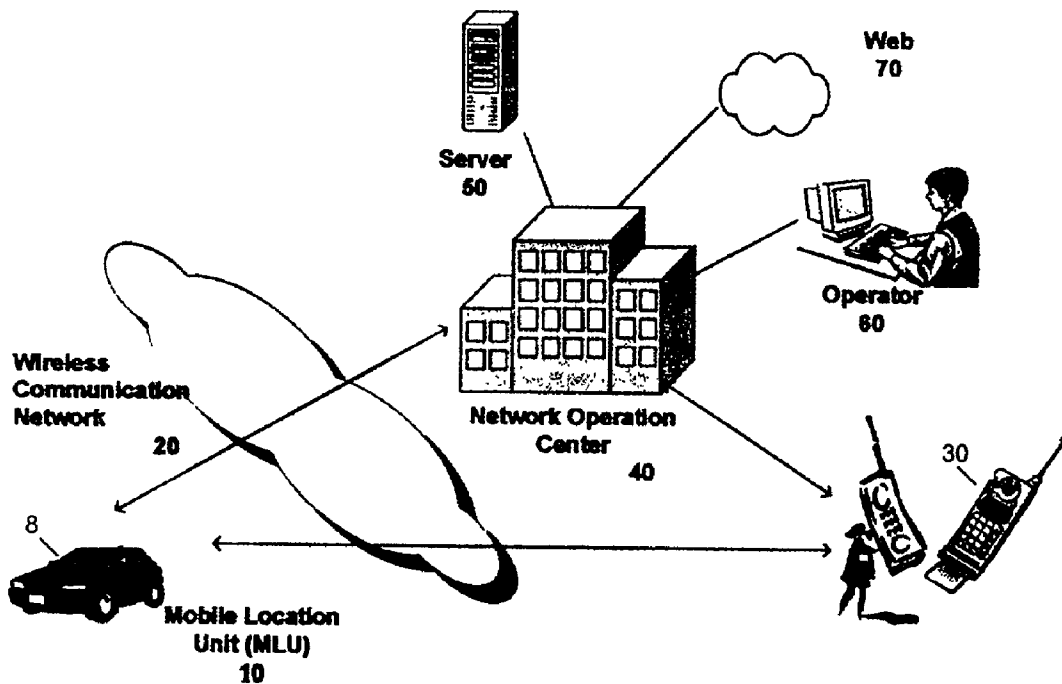 Web
70
Server
50
Operator
60
Wireless
Communication
Network
20
Network Operation
Center
40
30
8
Mobile Location
Unit (MLU)
10